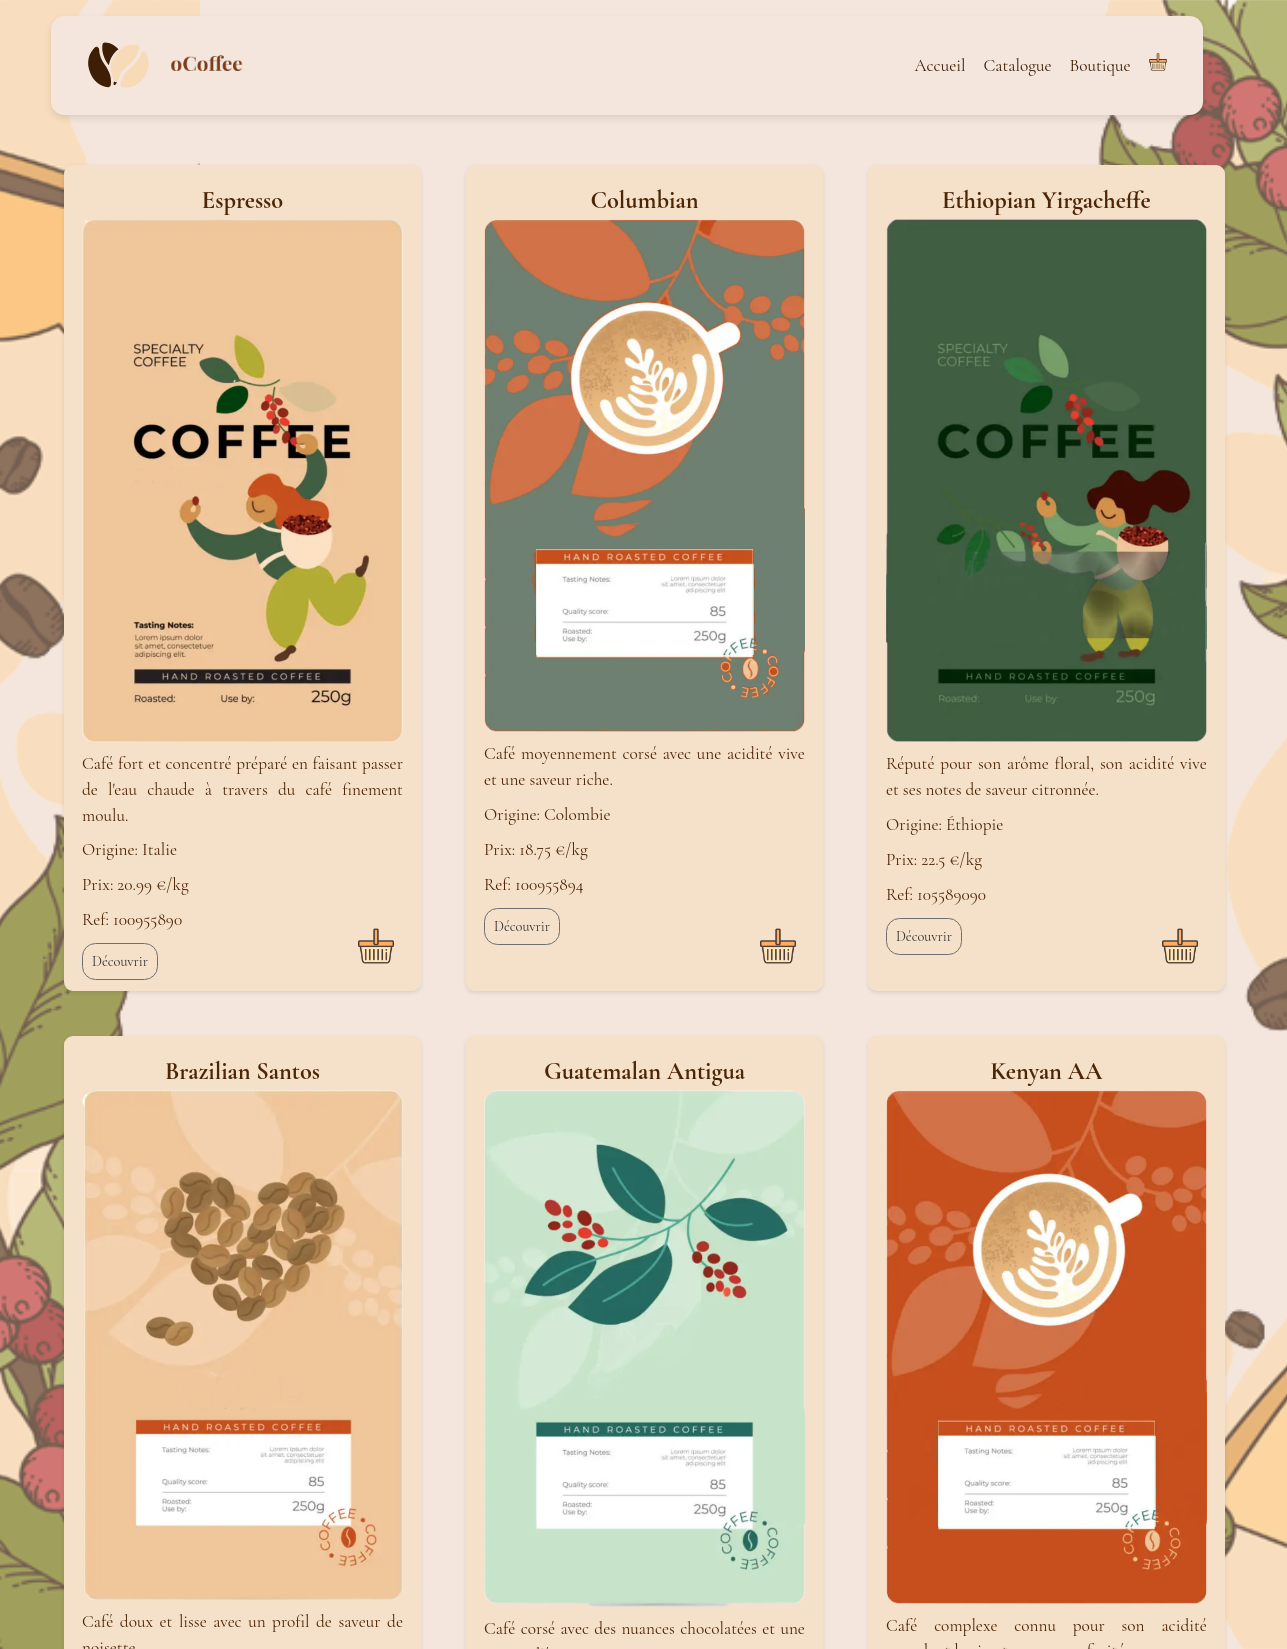 oCoffee
Accueil
Catalogue
Boutique
Espresso
SPECIALTY
COFFEE
COFFEE
Tasting Notes:
Lorem ipsum dolor
sit amet, consectetuer
adipiscing elit.
HAND ROASTED COFFEE
Roasted: Use by: 250g
Café fort et concentré préparé en faisant passer
de l'eau chaude à travers du café finement
moulu.
Origine: Italie
Prix: 20.99 €/kg
Ref: 100955890
Découvrir
Columbian
HAND ROASTED COFFEE
Tasting Notes: Lorem ipsum dolor
sit amet, consectetuer
adipiscing elit
Quality score: 85
Roasted:
Use by: 250g
COFFEE • COFFEE •
Café moyennement corsé avec une acidité vive
et une saveur riche.
Origine: Colombie
Prix: 18.75 €/kg
Ref: 100955894
Découvrir
Ethiopian Yirgacheffe
SPECIALTY
COFFEE
COFFEE
HAND ROASTED COFFEE
Roasted: Use by: 250g
Réputé pour son arôme floral, son acidité vive
et ses notes de saveur citronnée.
Origine: Éthiopie
Prix: 22.5 €/kg
Ref: 105589090
Découvrir
Brazilian Santos
HAND ROASTED COFFEE
Tasting Notes: Lorem ipsum dolor
sit amet, consectetuer
adipiscing elit
Quality score: 85
Roasted:
Use by: 250g
COFFEE • COFFEE •
Café doux et lisse avec un profil de saveur de
noisette.
Guatemalan Antigua
HAND ROASTED COFFEE
Tasting Notes: Lorem ipsum dolor
sit amet, consectetuer
adipiscing elit
Quality score: 85
Roasted:
Use by: 250g
COFFEE • COFFEE •
Café corsé avec des nuances chocolatées et une
Kenyan AA
HAND ROASTED COFFEE
Tasting Notes: Lorem ipsum dolor
sit amet, consectetuer
adipiscing elit
Quality score: 85
Roasted:
Use by: 250g
COFFEE • COFFEE •
Café complexe connu pour son acidité